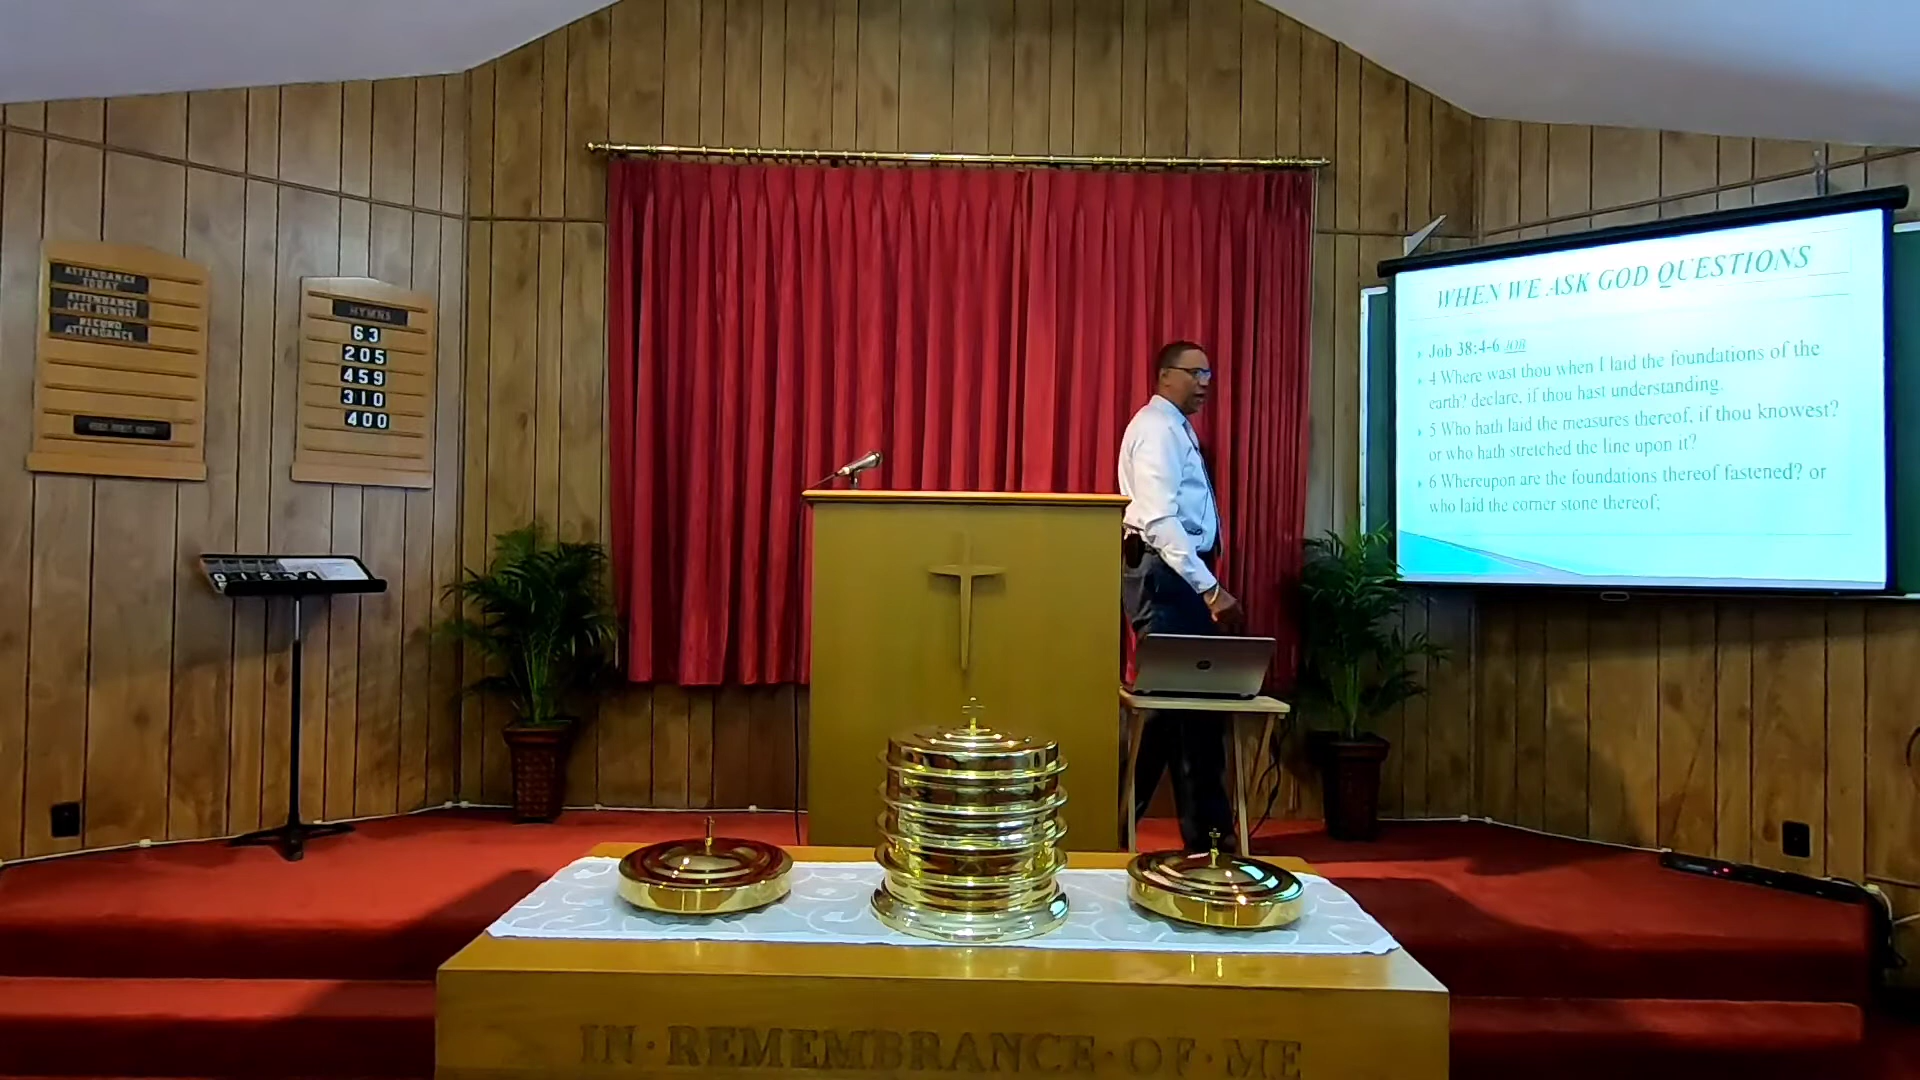 ATTENDANCE
TODAY
ATTENDANCE
LAST SUNDAY
RECORD
ATTENDANCE
HYMNS
63
205
459
310
400
WHEN WE ASK GOD QUESTIONS
Job 38:4-6 JOB
4 Where wast thou when I laid the foundations of the
earth? declare, if thou hast understanding.
5 Who hath laid the measures thereof, if thou knowest?
or who hath stretched the line upon it?
6 Whereupon are the foundations thereof fastened? or
who laid the corner stone thereof;
IN·REMEMBRANCE·OF·ME